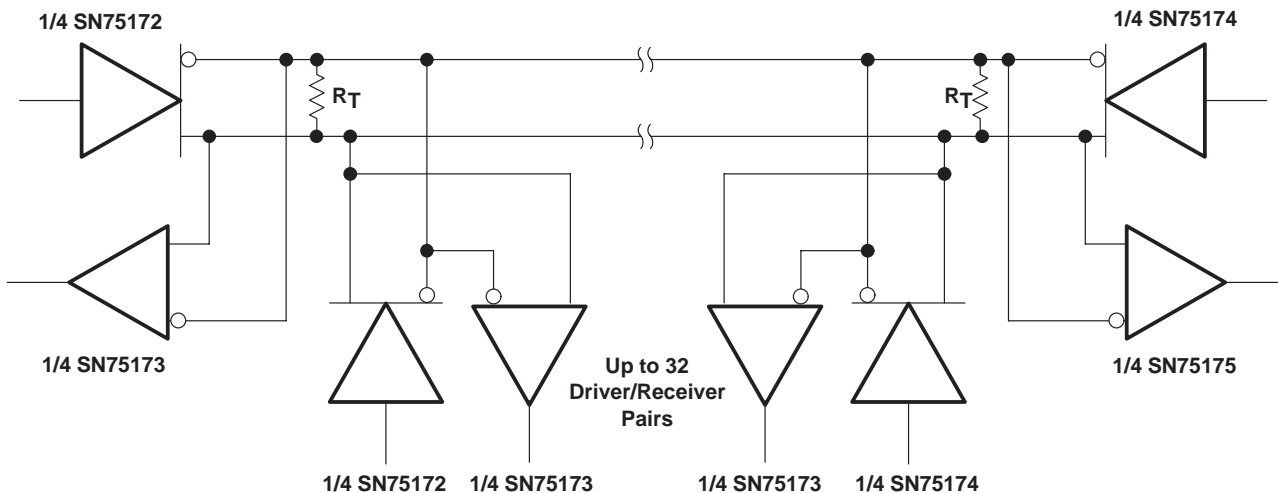 1/4 SN75172
1/4 SN75174
RT
RT
1/4 SN75173
1/4 SN75175
Up to 32
Driver/Receiver
Pairs
1/4 SN75172
1/4 SN75173
1/4 SN75173
1/4 SN75174